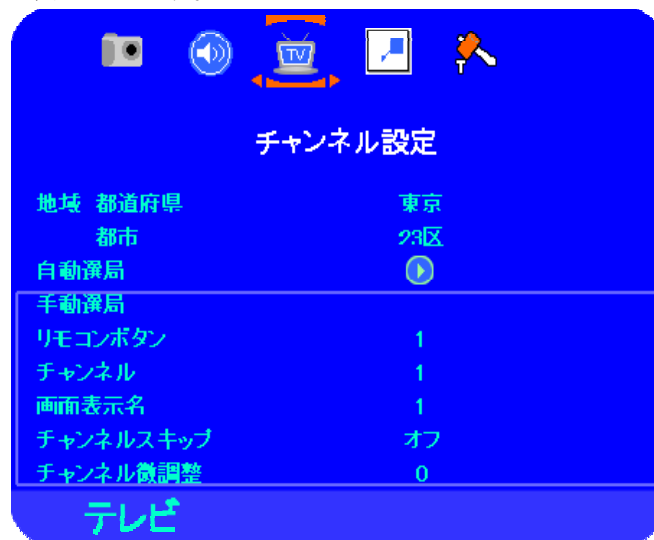 TV
チャンネル設定
地域 都道府県 東京
都市 23区
自動選局
手動選局
リモコンボタン 1
チャンネル 1
画面表示名 1
チャンネルスキップ オフ
チャンネル微調整 0
テレビ